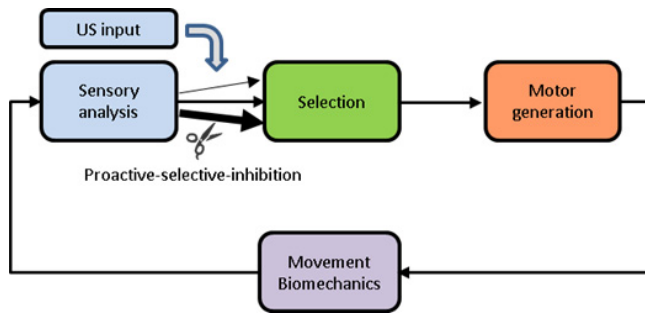 US input
Sensory
analysis
Selection
Motor
generation
Proactive-selective-inhibition
Movement
Biomechanics